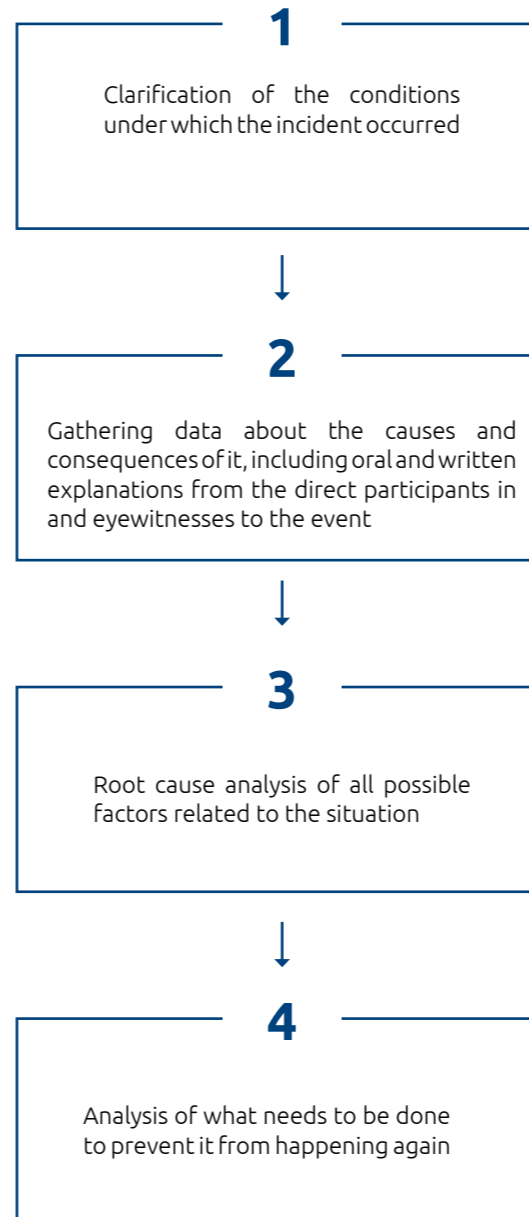 1
Clarification of the conditions
under which the incident occurred
2
Gathering data about the causes and
consequences of it, including oral and written
explanations from the direct participants in
and eyewitnesses to the event
3
Root cause analysis of all possible
factors related to the situation
4
Analysis of what needs to be done
to prevent it from happening again